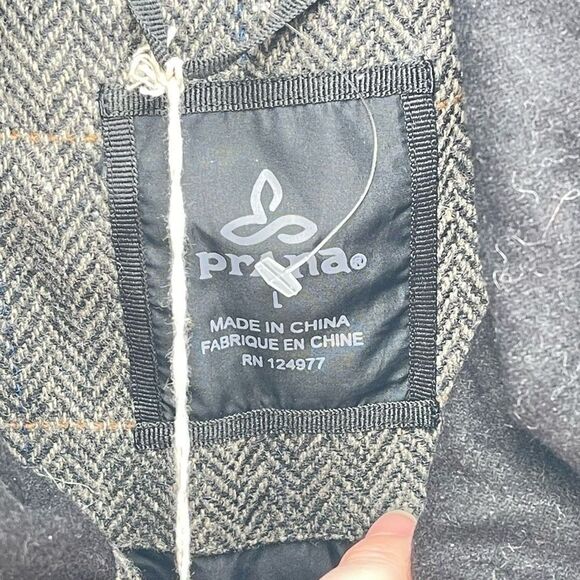 prana®
L
MADE IN CHINA
FABRIQUE EN CHINE
RN 124977